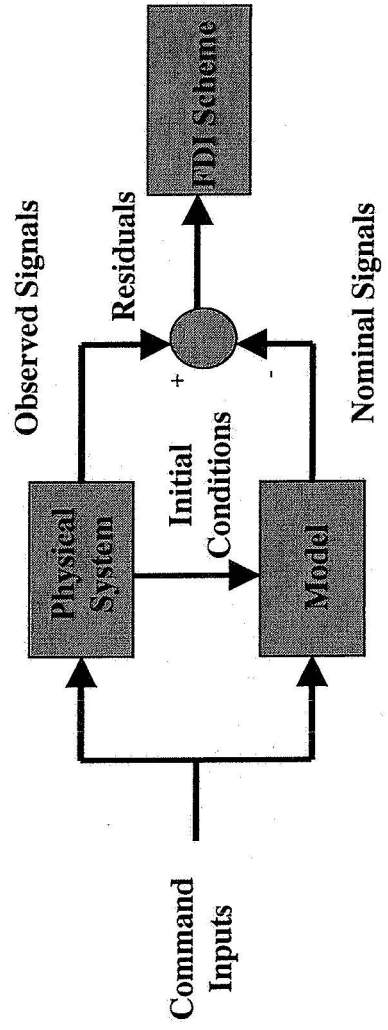 Command
Inputs
Physical
System
Observed Signals
Initial
Conditions
Model
Nominal Signals
+
-
Residuals
FDI Scheme